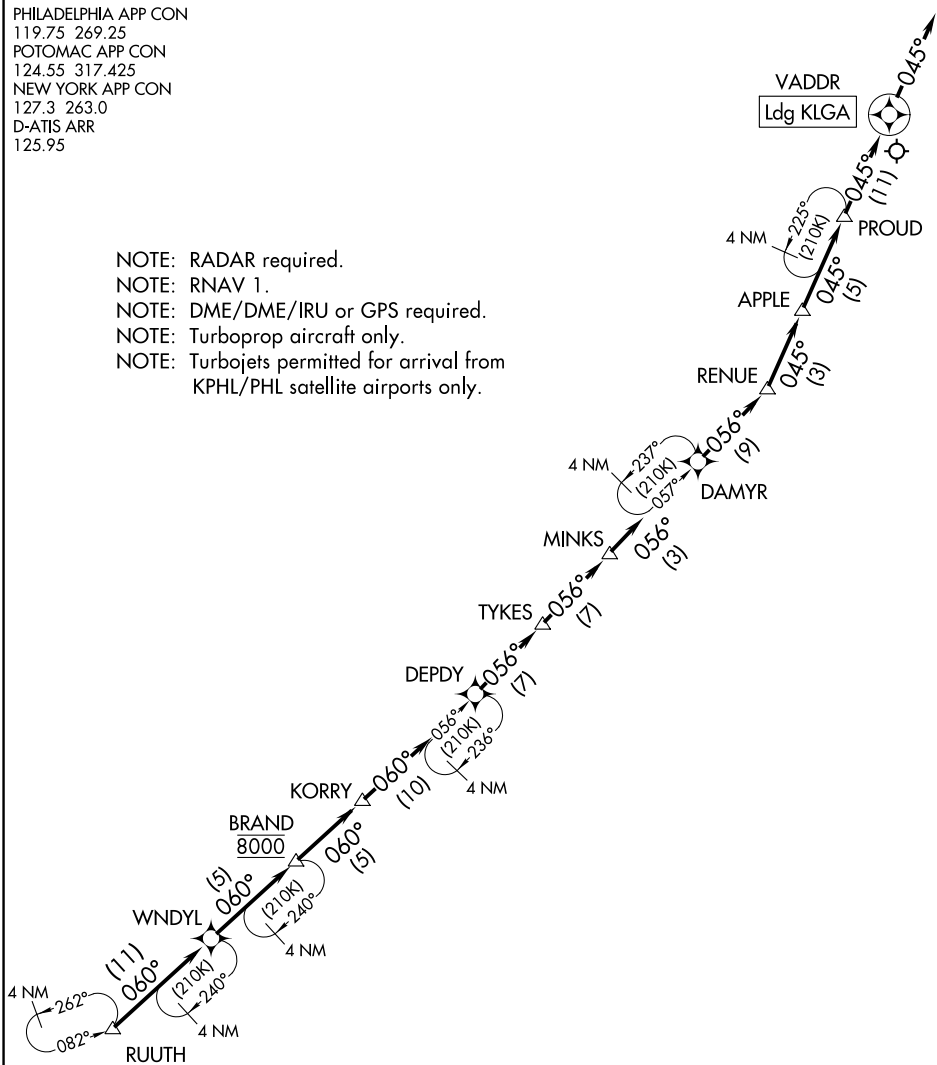 PHILADELPHIA APP CON
119.75 269.25
POTOMAC APP CON
124.55 317.425
NEW YORK APP CON
127.3 263.0
D-ATIS ARR
125.95
NOTE: RADAR required.
NOTE: RNAV 1.
NOTE: DME/DME/IRU or GPS required.
NOTE: Turboprop aircraft only.
NOTE: Turbojets permitted for arrival from
KPHL/PHL satellite airports only.
045°
VADDR
Ldg KLGA
045°
(11)
PROUD
225°
(210K)
4 NM
045°
(5)
APPLE
045°
(3)
RENUE
056°
(9)
237°
(210K)
057°
4 NM
DAMYR
056°
(3)
MINKS
056°
(7)
TYKES
056°
(7)
DEPDY
056°
(210K)
236°
4 NM
060°
(10)
KORRY
060°
(5)
BRAND
8000
(210K)
240°
4 NM
(5)
060°
WNDYL
(210K)
240°
4 NM
(11)
060°
4 NM
262°
082°
RUUTH